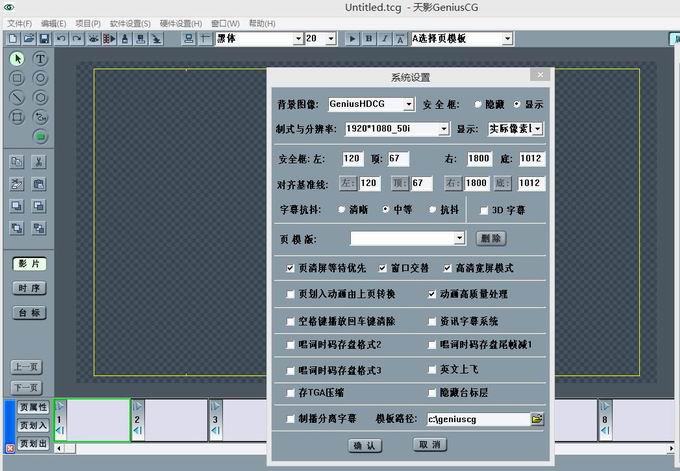 Untitled.tcg - 天影GeniusCG
文件(F) 编辑(E) 项目(P) 软件设置(S) 硬件设置(H) 窗口(W) 帮助(H)
黑体 20 B I A A选择页模板
系统设置
背景图像: GeniusHDCG 安全框: 隐藏 显示
制式与分辨率: 1920*1080_50i 显示: 实际像素
安全框: 左: 120 顶: 67 右: 1800 底: 1012
对齐基准线: 左: 120 顶: 67 右: 1800 底: 1012
字幕抗抖: 清晰 中等 抗抖 3D 字幕
页模版: 删除
页清屏等待优先 窗口交替 高清宽屏模式
影片
页划入动画由上页转换 动画高质量处理
时序
台标
空格键播放回车键清除 资讯字幕系统
唱词时码存盘格式2 唱词时码存盘尾帧减1
唱词时码存盘格式3 英文上飞
上一页
下一页
存TGA压缩 隐藏台标层
页属性
页划入
页划出
1 2 3 8
制播分离字幕 模板路径: c:\geniuscg
确认 取消